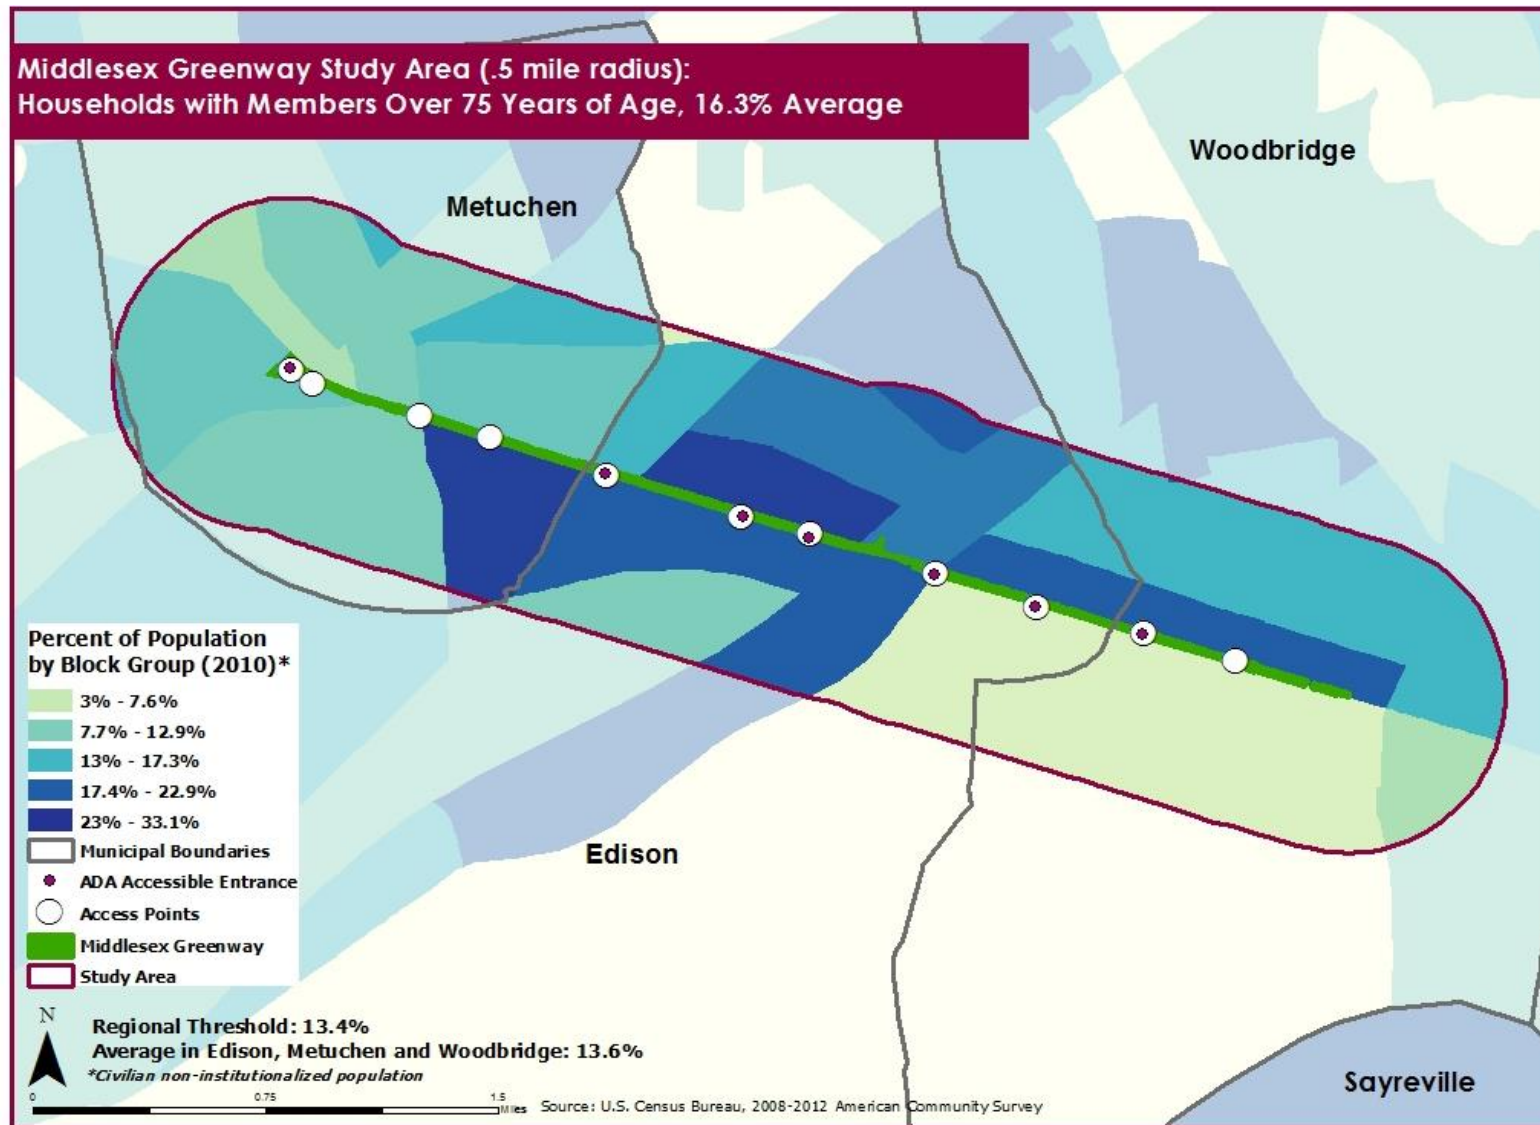 Middlesex Greenway Study Area (.5 mile radius):
Households with Members Over 75 Years of Age, 16.3% Average
Woodbridge
Metuchen
Percent of Population
by Block Group (2010)*
3% - 7.6%
7.7% - 12.9%
13% - 17.3%
17.4% - 22.9%
23% - 33.1%
Municipal Boundaries
ADA Accessible Entrance
Access Points
Middlesex Greenway
Study Area
Edison
N
Regional Threshold: 13.4%
Average in Edison, Metuchen and Woodbridge: 13.6%
*Civilian non-institutionalized population
Sayreville
0 0.75 1.5
Miles
Source: U.S. Census Bureau, 2008-2012 American Community Survey